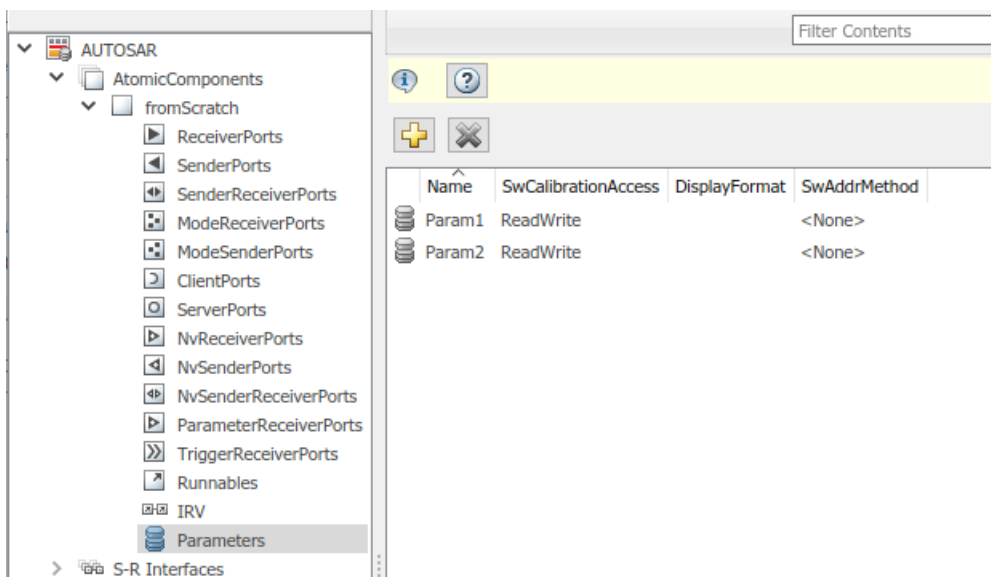 AUTOSAR
AtomicComponents
fromScratch
ReceiverPorts
SenderPorts
SenderReceiverPorts
ModeReceiverPorts
ModeSenderPorts
ClientPorts
ServerPorts
NvReceiverPorts
NvSenderPorts
NvSenderReceiverPorts
ParameterReceiverPorts
TriggerReceiverPorts
Runnables
IRV
Parameters
S-R Interfaces
Filter Contents
Name SwCalibrationAccess DisplayFormat SwAddrMethod
Param1 ReadWrite <None>
Param2 ReadWrite <None>